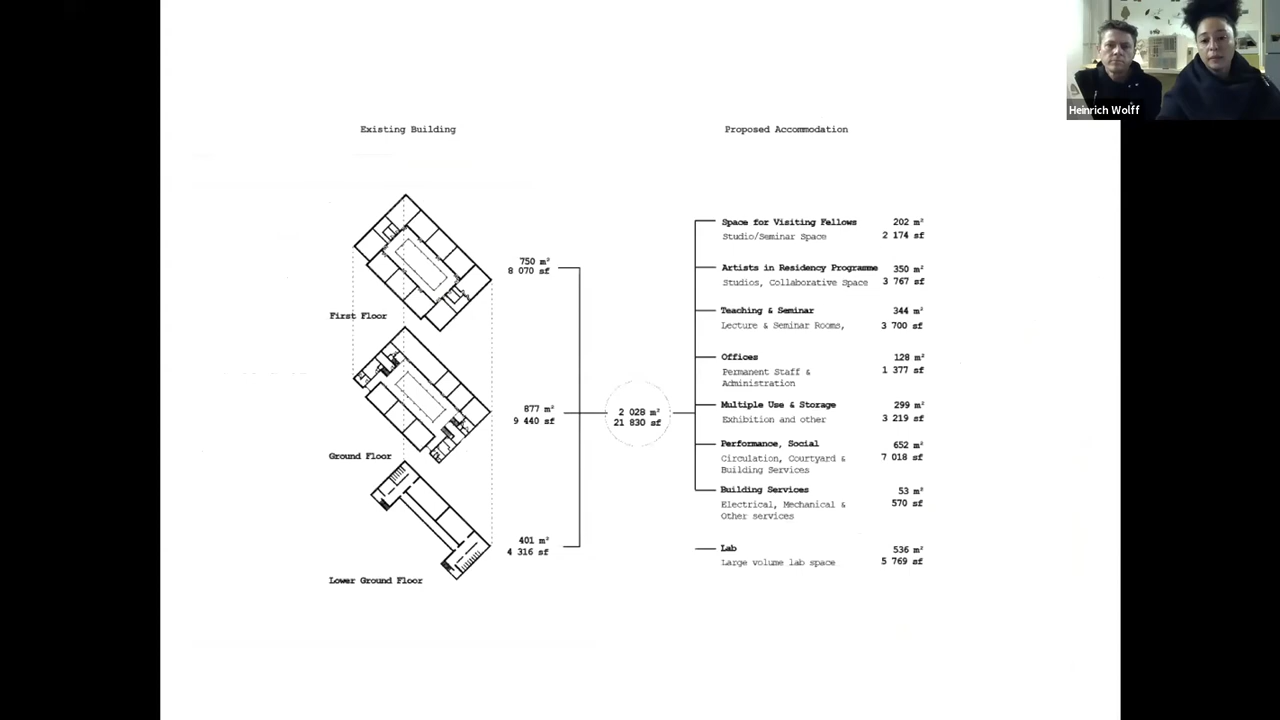 Heinrich Wolff
Existing Building
Proposed Accommodation
750 m²
8 070 sf
First Floor
877 m²
9 440 sf
Ground Floor
401 m²
4 316 sf
Lower Ground Floor
2 028 m²
21 830 sf
Space for Visiting Fellows 202 m²
Studio/Seminar Space 2 174 sf
Artists in Residency Programme 350 m²
Studios, Collaborative Space 3 767 sf
Teaching & Seminar 344 m²
Lecture & Seminar Rooms, 3 700 sf
Offices 128 m²
Permanent Staff & 1 377 sf
Administration
Multiple Use & Storage 299 m²
Exhibition and other 3 219 sf
Performance, Social 652 m²
Circulation, Courtyard & 7 018 sf
Building Services
Building Services 53 m²
Electrical, Mechanical & 570 sf
Other services
Lab 536 m²
Large volume lab space 5 769 sf